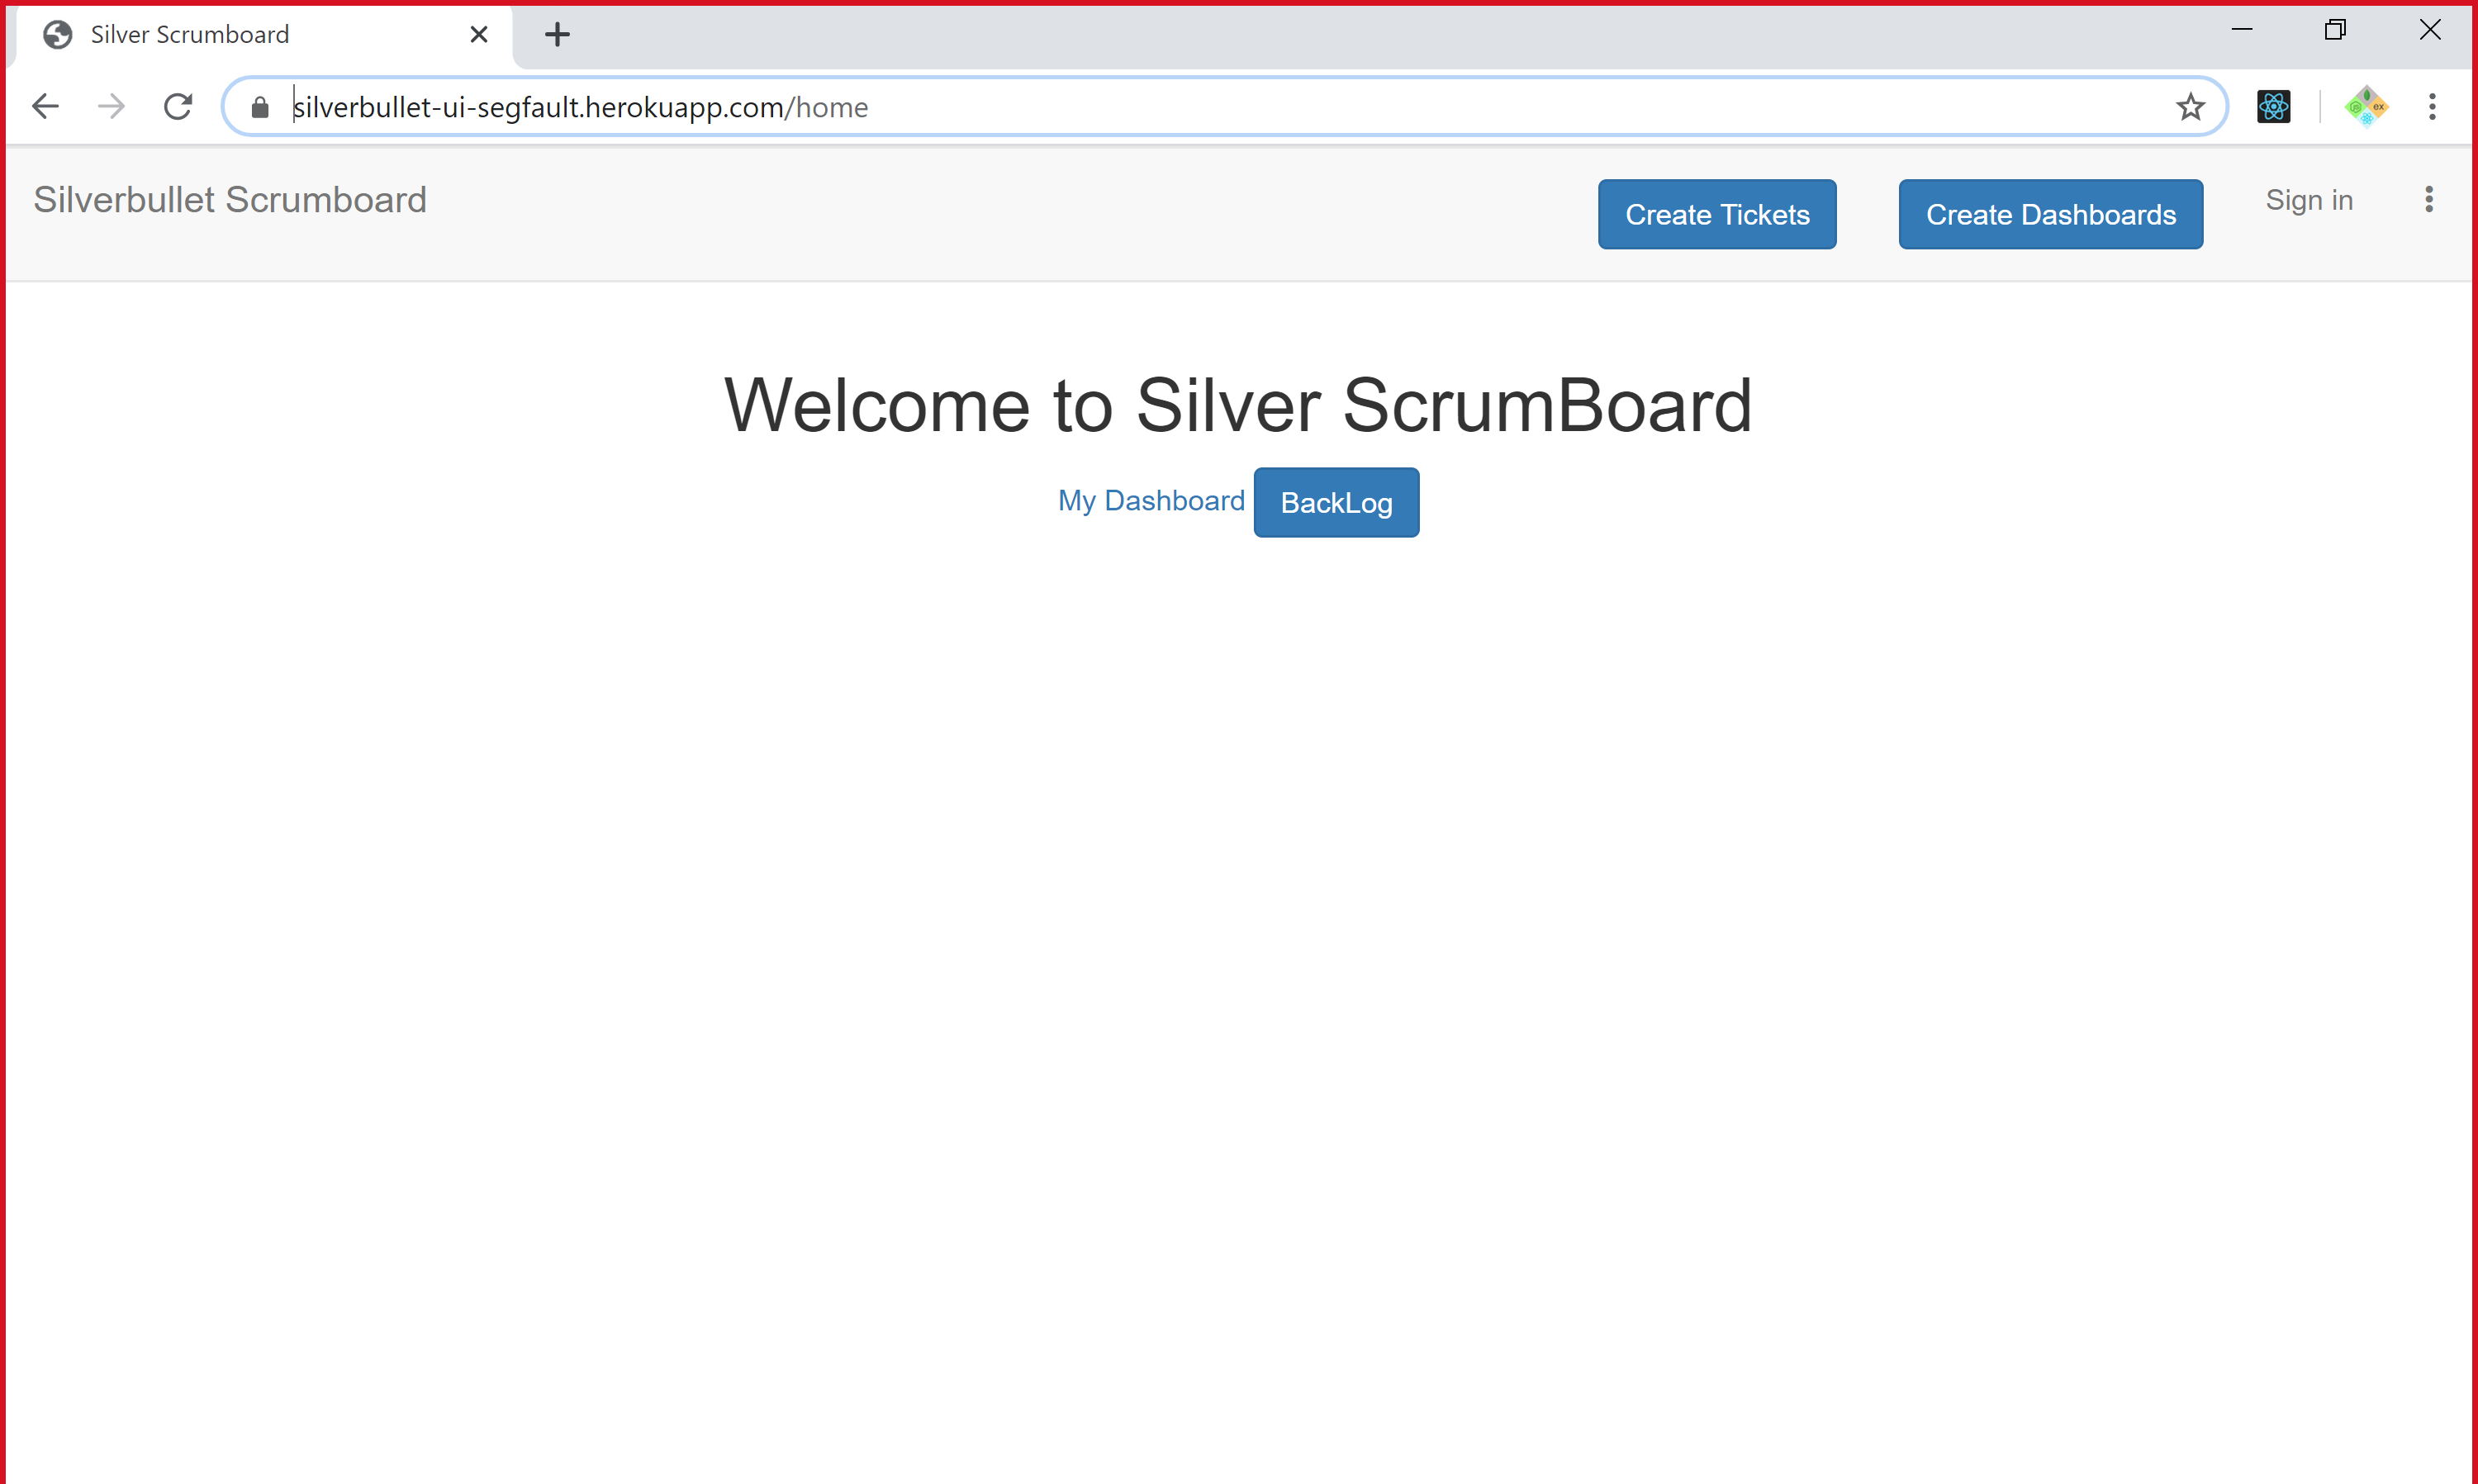 Silver Scrumboard
silverbullet-ui-segfault.herokuapp.com/home
ex
Silverbullet Scrumboard
Create Tickets
Create Dashboards
Sign in
Welcome to Silver ScrumBoard
My Dashboard
BackLog